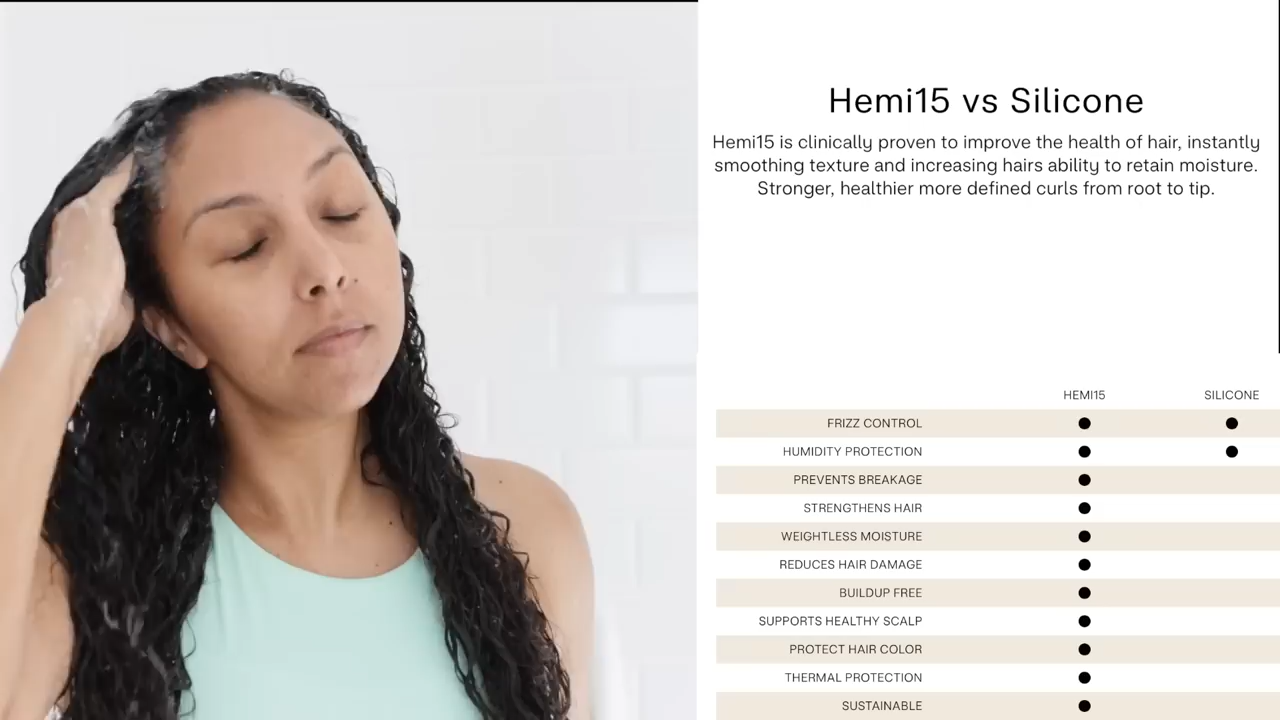 Hemi15 vs Silicone
Hemi15 is clinically proven to improve the health of hair, instantly
smoothing texture and increasing hairs ability to retain moisture.
Stronger, healthier more defined curls from root to tip.
HEMI15 SILICONE
FRIZZ CONTROL
HUMIDITY PROTECTION
PREVENTS BREAKAGE
STRENGTHENS HAIR
WEIGHTLESS MOISTURE
REDUCES HAIR DAMAGE
BUILDUP FREE
SUPPORTS HEALTHY SCALP
PROTECT HAIR COLOR
THERMAL PROTECTION
SUSTAINABLE